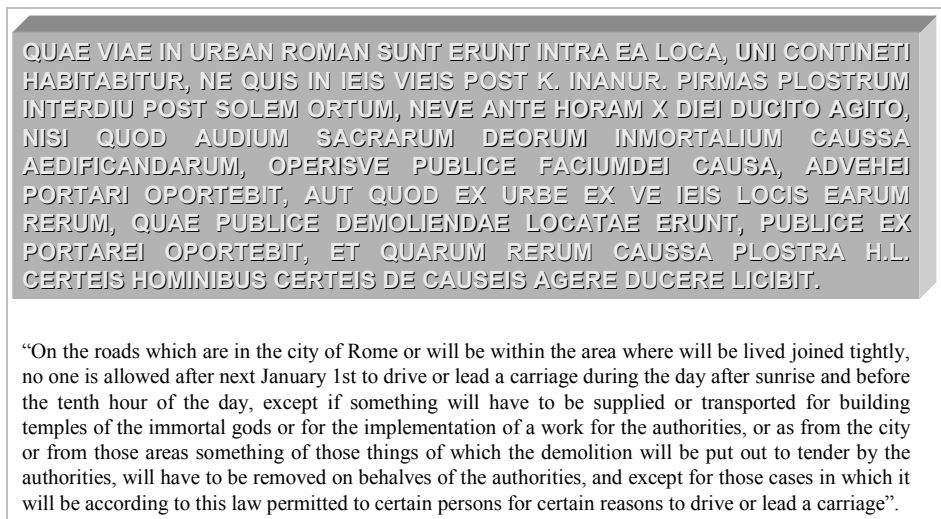 QUAE VIAE IN URBAN ROMAN SUNT ERUNT INTRA EA LOCA, UNI CONTINETI
HABITABITUR, NE QUIS IN IEIS VIEIS POST K. INANUR. PIRMAS PLOSTRUM
INTERDIU POST SOLEM ORTUM, NEVE ANTE HORAM X DIEI DUCITO AGITO,
NISI QUOD AUDIUM SACRARUM DEORUM INMORTALIUM CAUSSA
AEDIFICANDARUM, OPERISVE PUBLICE FACIUMDEI CAUSA, ADVEHEI
PORTARI OPORTEBIT, AUT QUOD EX URBE EX VE IEIS LOCIS EARUM
RERUM, QUAE PUBLICE DEMOLIENDAE LOCATAE ERUNT, PUBLICE EX
PORTAREI OPORTEBIT, ET QUARUM RERUM CAUSSA PLOSTRA H.L.
CERTEIS HOMINIBUS CERTEIS DE CAUSEIS AGERE DUCERE LICIBIT.
“On the roads which are in the city of Rome or will be within the area where will be lived joined tightly,
no one is allowed after next January 1st to drive or lead a carriage during the day after sunrise and before
the tenth hour of the day, except if something will have to be supplied or transported for building
temples of the immortal gods or for the implementation of a work for the authorities, or as from the city
or from those areas something of those things of which the demolition will be put out to tender by the
authorities, will have to be removed on behalves of the authorities, and except for those cases in which it
will be according to this law permitted to certain persons for certain reasons to drive or lead a carriage”.